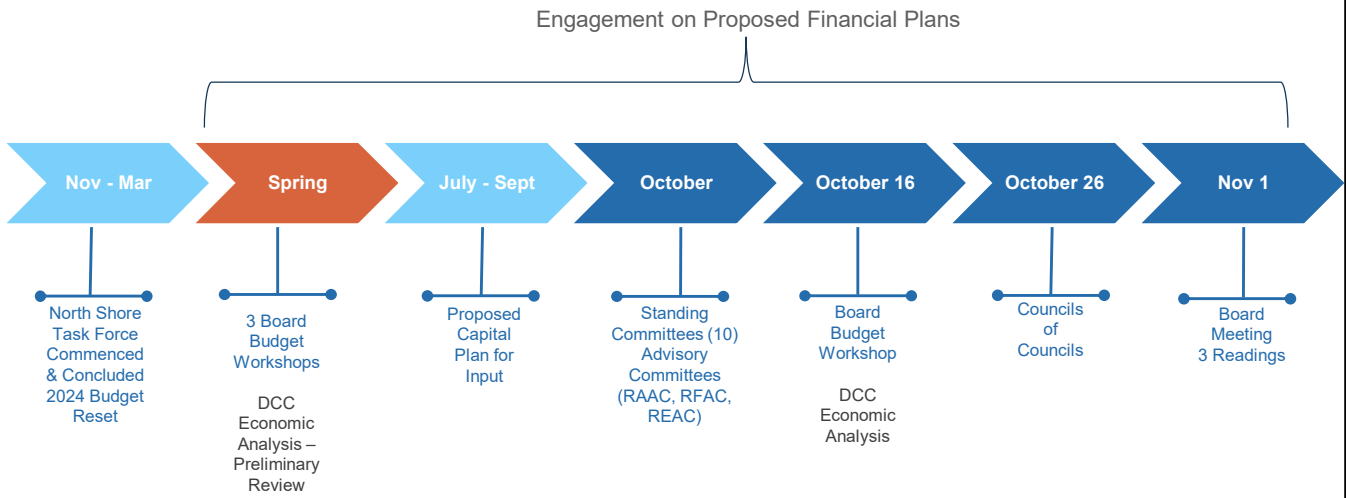 Engagement on Proposed Financial Plans
Nov - Mar
Spring
July - Sept
October
October 16
October 26
Nov 1
North Shore
Task Force
Commenced
& Concluded
2024 Budget
Reset
3 Board
Budget
Workshops
DCC
Economic
Analysis –
Preliminary
Review
Proposed
Capital
Plan for
Input
Standing
Committees (10)
Advisory
Committees
(RAAC, RFAC,
REAC)
Board
Budget
Workshop
DCC
Economic
Analysis
Councils
of
Councils
Board
Meeting
3 Readings